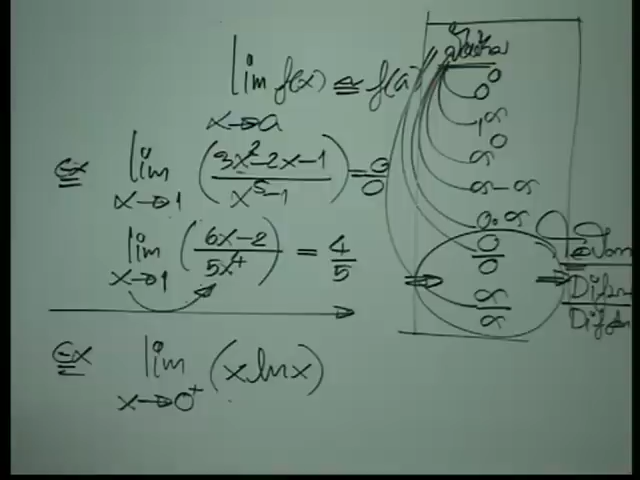 lim f(x) = f(a)
x→a
Ex lim (3x²-2x-1 / x⁵-1) = 0/0
x→1
lim (6x-2 / 5x⁴) = 4/5
x→1
Ex lim (x lnx)
x→0⁺
0⁰
1^∞
∞⁰
∞-∞
0.∞
0/0
∞/∞